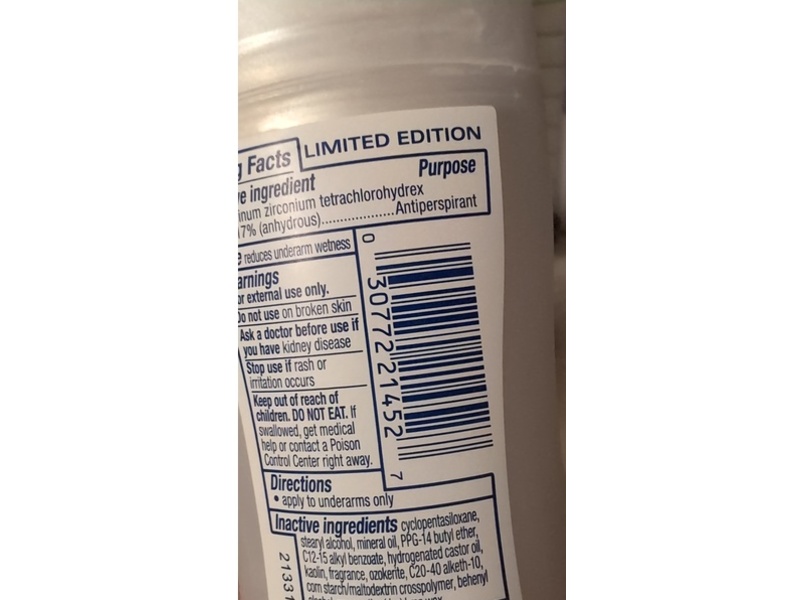 LIMITED EDITION
Facts
Purpose
ingredient
zirconium tetrachlorohydrex
(anhydrous)..................Antiperspirant
reduces underarm wetness
0 30772 21452 7
For external use only.
Do not use on broken skin
Ask a doctor before use if
you have kidney disease
Stop use if rash or
irritation occurs
Keep out of reach of
children. DO NOT EAT. If
swallowed, get medical
help or contact a Poison
Control Center right away.
Directions
• apply to underarms only
Inactive ingredients cyclopentasiloxane,
stearyl alcohol, mineral oil, PPG-14 butyl ether,
C12-15 alkyl benzoate, hydrogenated castor oil,
kaolin, fragrance, ozokerite, C20-40 alketh-10,
corn starch/maltodextrin crosspolymer, behenyl
21331